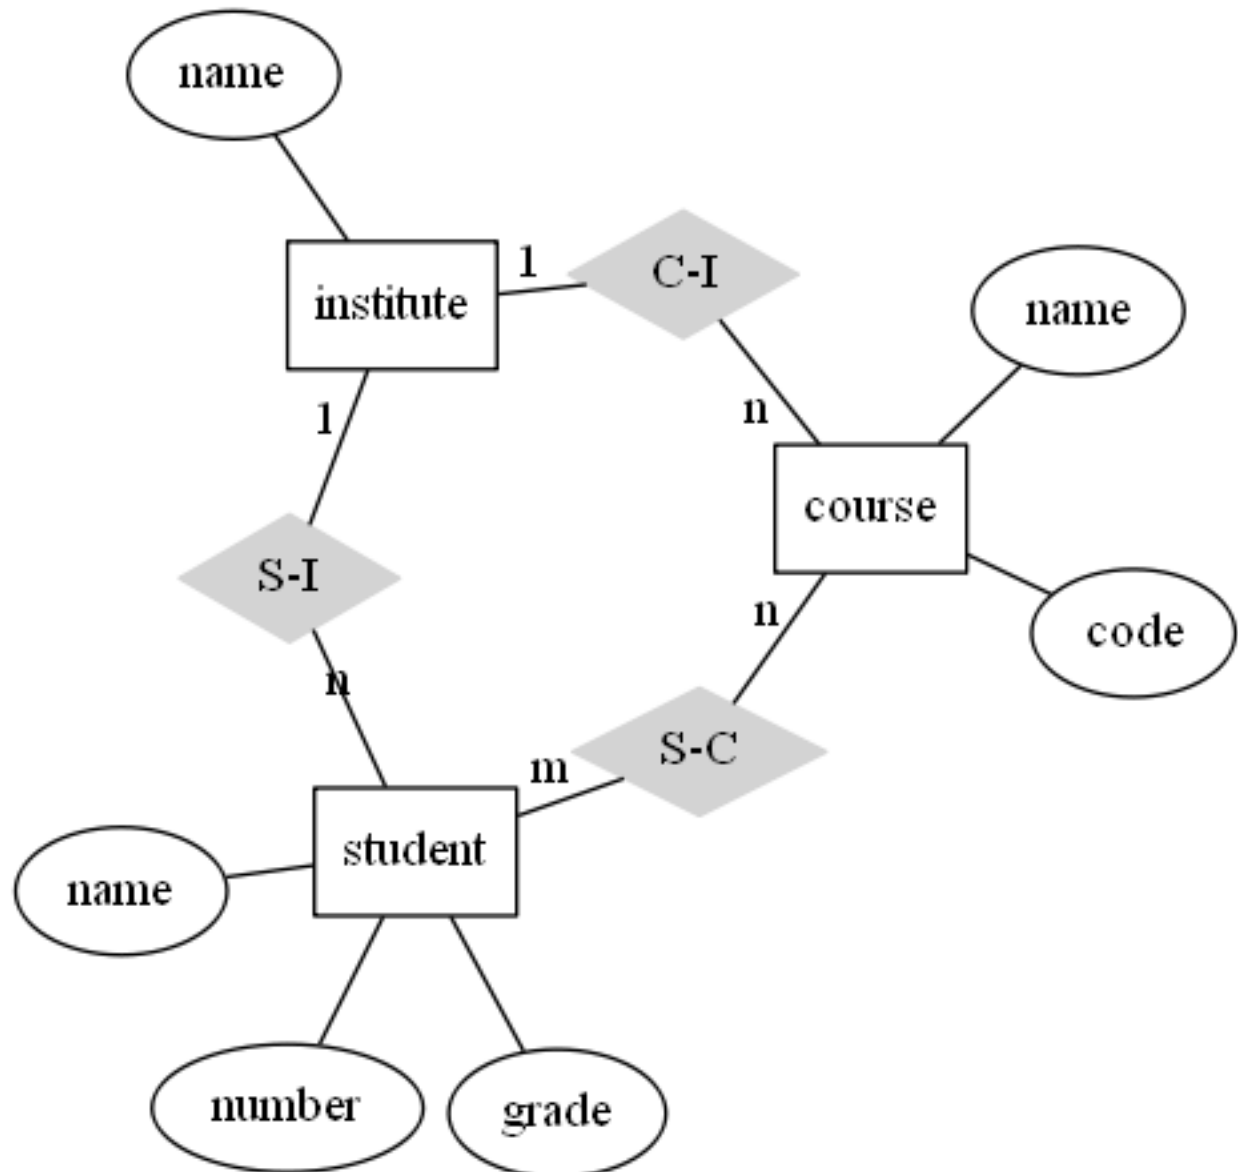 name
1
C-I
institute
name
1
n
course
S-I
n
code
n
m
S-C
student
name
number
grade